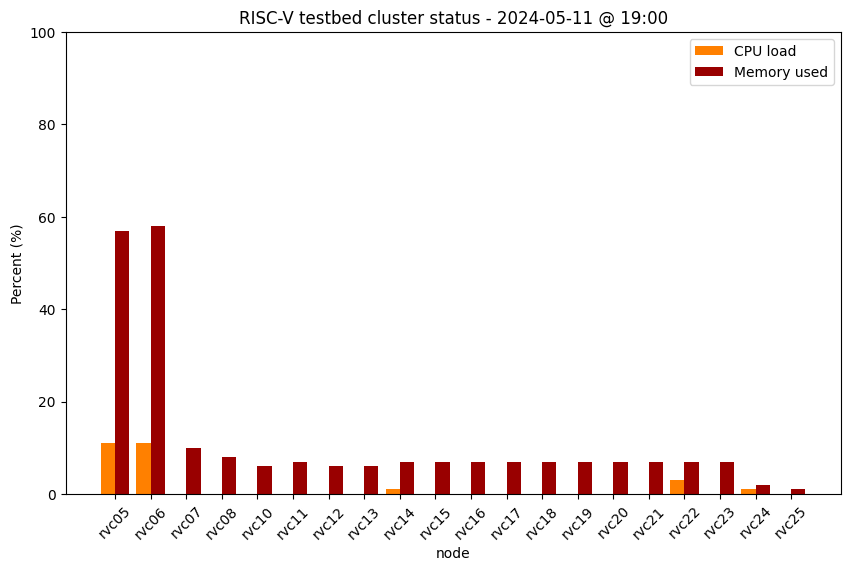 RISC-V testbed cluster status - 2024-05-11 @ 19:00
CPU load
Memory used
Percent (%)
100
80
60
40
20
0
rvc05 rvc06 rvc07 rvc08 rvc10 rvc11 rvc12 rvc13 rvc14 rvc15 rvc16 rvc17 rvc18 rvc19 rvc20 rvc21 rvc22 rvc23 rvc24 rvc25
node